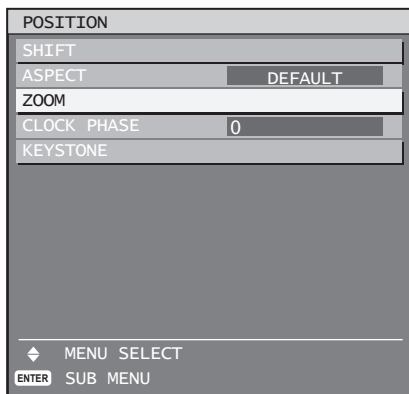 POSITION
SHIFT
ASPECT DEFAULT
ZOOM
CLOCK PHASE 0
KEYSTONE
MENU SELECT
ENTER SUB MENU